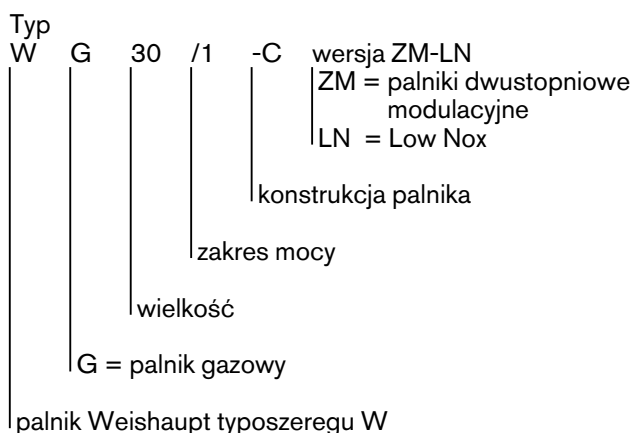 Typ
W G 30 /1 -C wersja ZM-LN
ZM = palniki dwustopniowe
modulacyjne
LN = Low Nox
konstrukcja palnika
zakres mocy
wielkość
G = palnik gazowy
palnik Weishaupt typoszeregu W